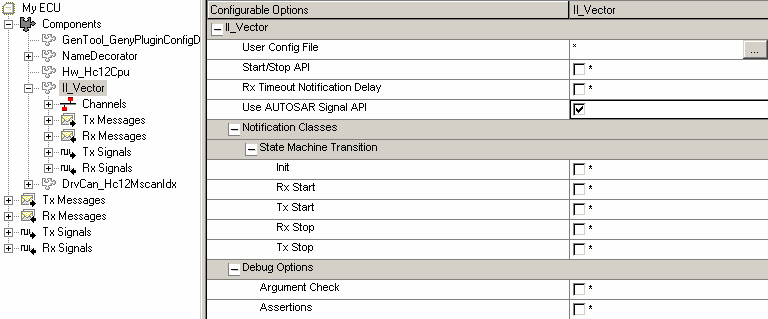 My ECU
Components
GenTool_GenyPluginConfigD
NameDecorator
Hw_Hc12Cpu
Il_Vector
Channels
Tx Messages
Rx Messages
Tx Signals
Rx Signals
DrvCan_Hc12MscanIdx
Tx Messages
Rx Messages
Tx Signals
Rx Signals
Configurable Options Il_Vector
Il_Vector
User Config File * ...
Start/Stop API *
Rx Timeout Notification Delay *
Use AUTOSAR Signal API
Notification Classes
State Machine Transition
Init *
Rx Start *
Tx Start *
Rx Stop *
Tx Stop *
Debug Options
Argument Check *
Assertions *